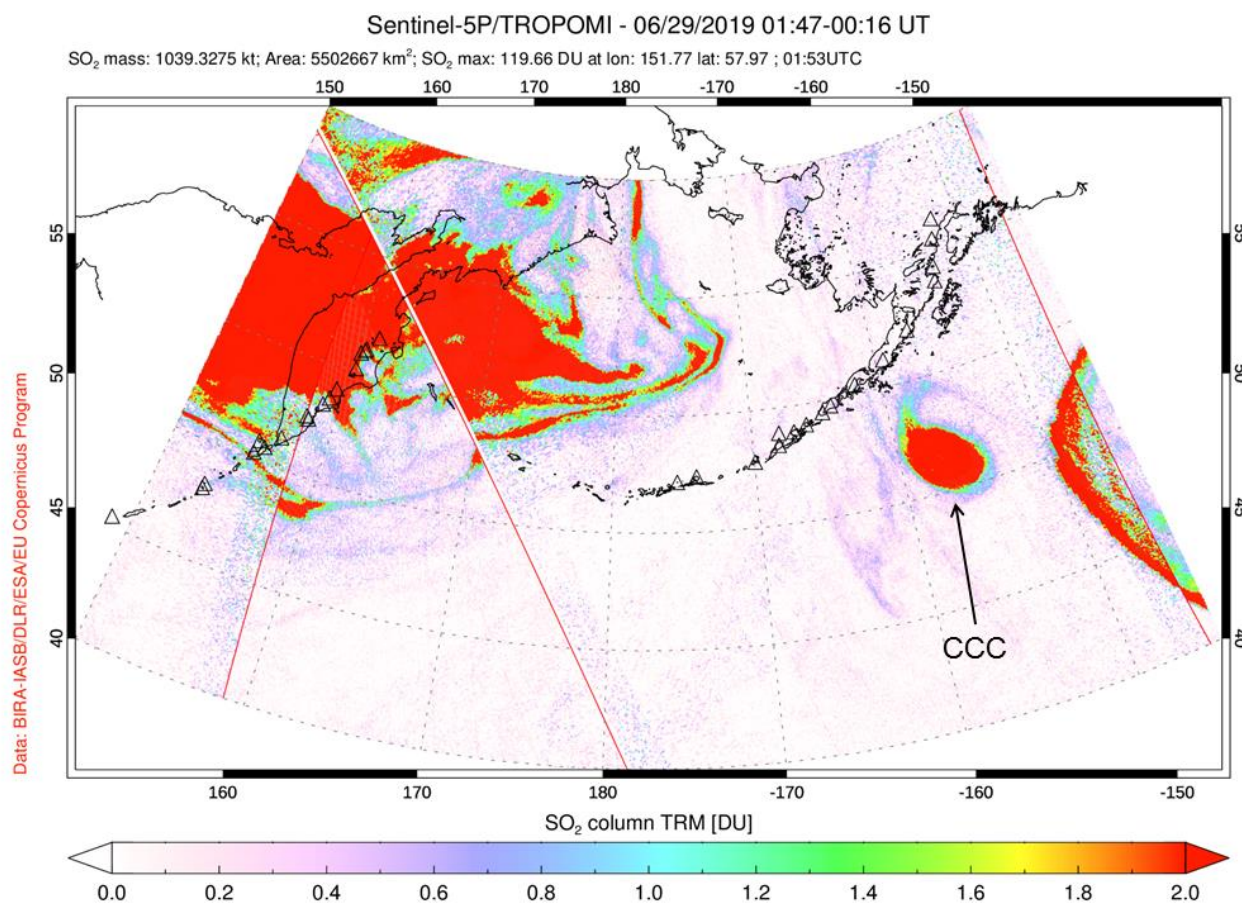 Sentinel-5P/TROPOMI - 06/29/2019 01:47-00:16 UT
SO₂ mass: 1039.3275 kt; Area: 5502667 km²; SO₂ max: 119.66 DU at lon: 151.77 lat: 57.97 ; 01:53UTC
150 160 170 180 -170 -160 -150
Data: BIRA-IASB/DLR/ESA/EU Copernicus Program
55
50
45
40
55
50
45
40
CCC
160 170 180 -170 -160 -150
SO₂ column TRM [DU]
0.0 0.2 0.4 0.6 0.8 1.0 1.2 1.4 1.6 1.8 2.0